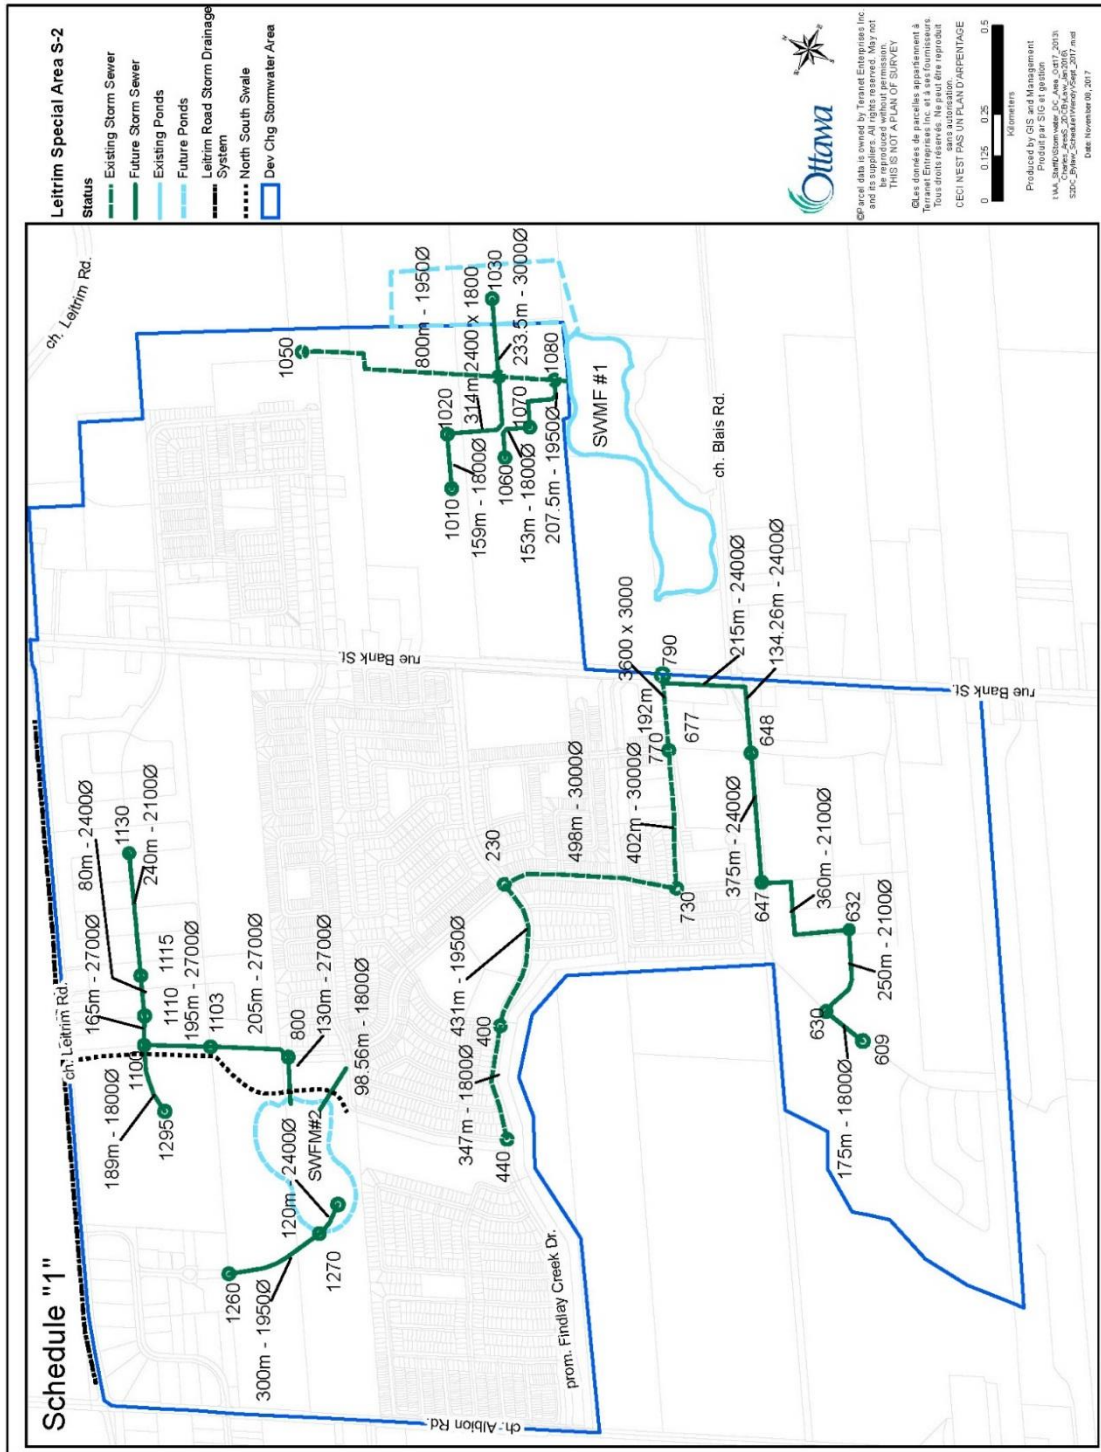 Schedule "1"
ch. Leitrim Rd.
ch. Leitrim Rd.
80m - 2400Ø
240m - 2100Ø
1130
165m - 2700Ø
1115
1110
195m - 2700Ø
1103
1100
189m - 1800Ø
1295
205m - 2700Ø
800
130m - 2700Ø
98.56m - 1800Ø
SWFM#2
120m - 2400Ø
1260
300m - 1950Ø
1270
rue Bank St.
1050
800m - 1950Ø
1020
314m 2400 x 1800
1030
233.5m - 3000Ø
1010
159m - 1800Ø
1060
1070
153m - 1800Ø
1080
207.5m - 1950Ø
SWMF #1
ch. Blais Rd.
230
498m - 3000Ø
431m - 1950Ø
400
347m - 1800Ø
440
402m - 3000Ø
730
770
192m
3600 x 3000
790
677
215m - 2400Ø
134.26m - 2400Ø
648
375m - 2400Ø
647
360m - 2100Ø
632
250m - 2100Ø
630
609
175m - 1800Ø
rue Bank St.
prom. Findlay Creek Dr.
ch. Albion Rd.
Leitrim Special Area S-2
Status
Existing Storm Sewer
Future Storm Sewer
Existing Ponds
Future Ponds
Leitrim Road Storm Drainage
System
North South Swale
Dev Chg Stormwater Area
Ottawa
©Parcel data is owned by Teranet Enterprises Inc.
and its suppliers. All rights reserved. May not
be reproduced without permission.
THIS IS NOT A PLAN OF SURVEY
©Les données de parcelles appartiennent à
Teranet Entreprises Inc. et à ses fournisseurs.
Tous droits réservés. Ne peut être reproduit
sans autorisation.
CECI N'EST PAS UN PLAN D'ARPENTAGE
0 0.125 0.25 0.5
Kilometers
Produced by GIS and Management
Produit par SIG et gestion
Date: November 08, 2017